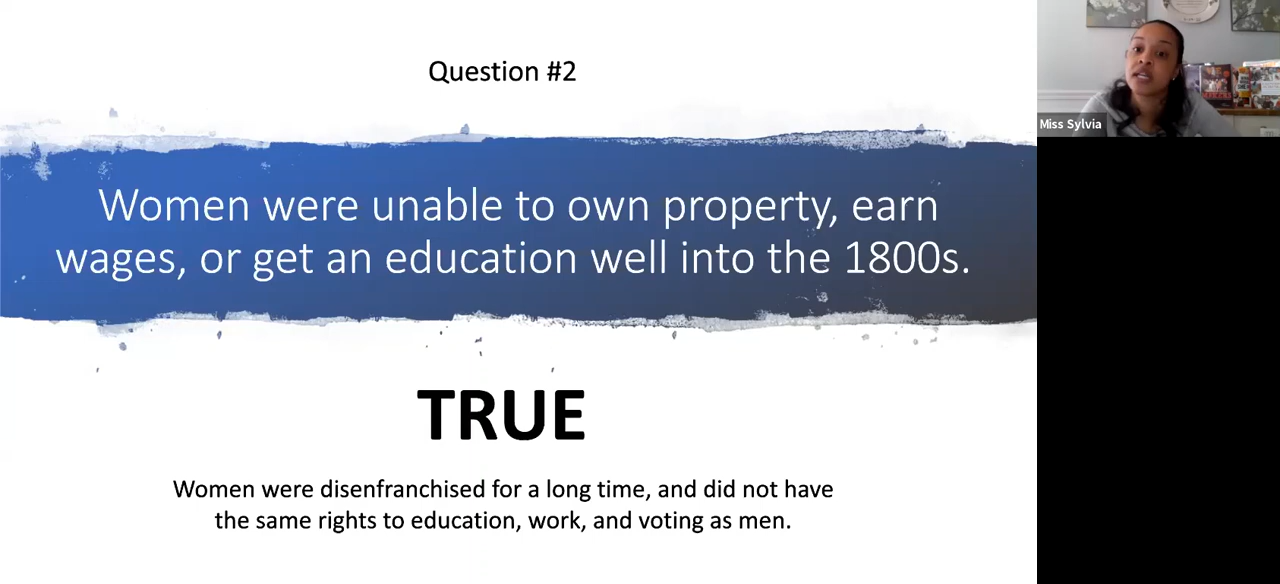 Question #2
Women were unable to own property, earn
wages, or get an education well into the 1800s.
TRUE
Women were disenfranchised for a long time, and did not have
the same rights to education, work, and voting as men.
Miss Sylvia